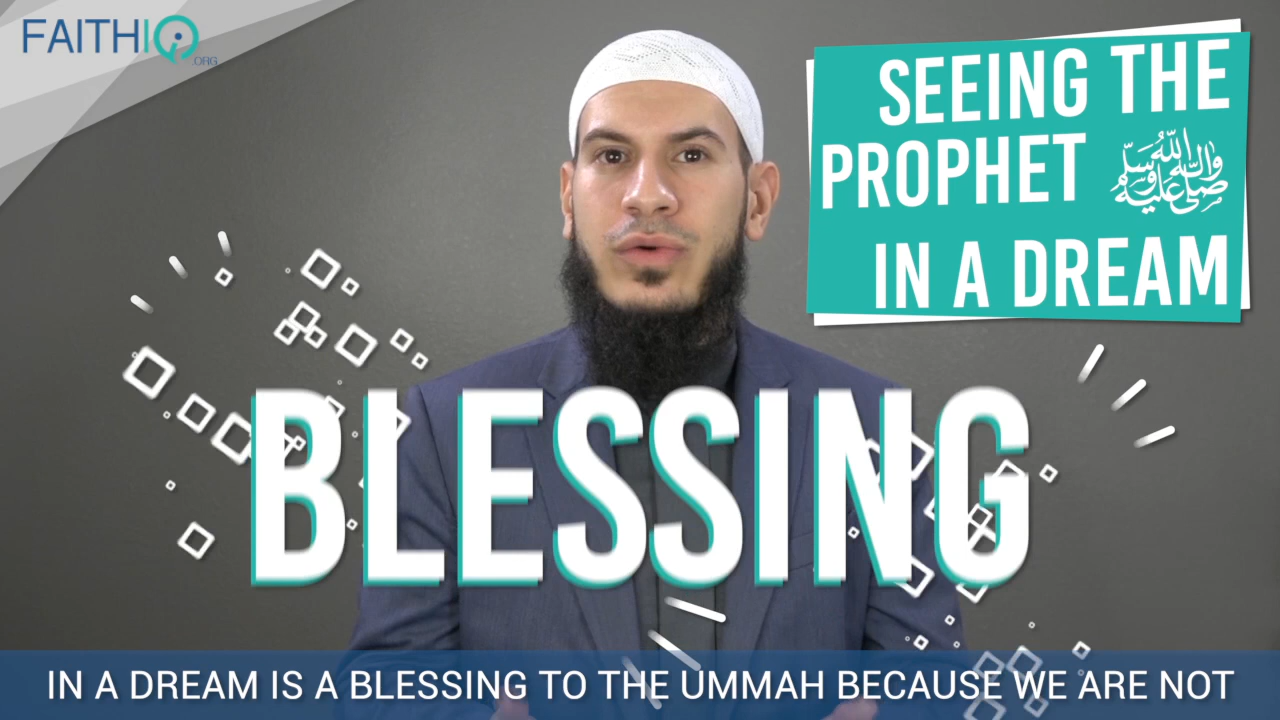 FAITHIQ
.ORG
SEEING THE
PROPHET ﷺ
IN A DREAM
BLESSING
IN A DREAM IS A BLESSING TO THE UMMAH BECAUSE WE ARE NOT